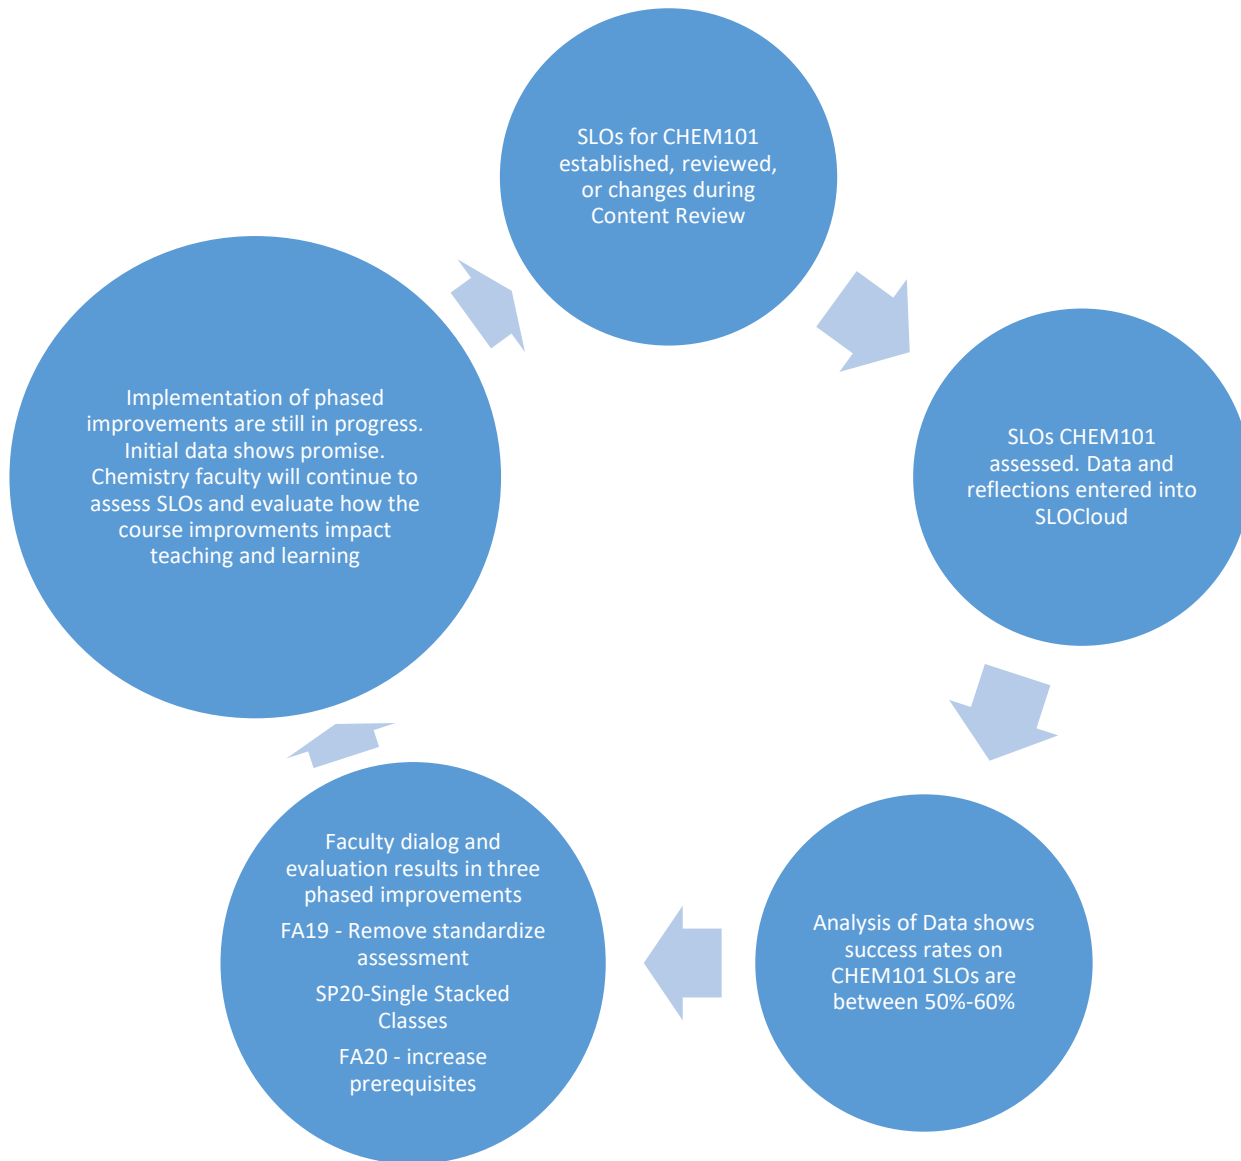 SLOs for CHEM101
established, reviewed,
or changes during
Content Review
SLOs CHEM101
assessed. Data and
reflections entered into
SLOCloud
Analysis of Data shows
success rates on
CHEM101 SLOs are
between 50%-60%
Faculty dialog and
evaluation results in three
phased improvements
FA19 - Remove standardize
assessment
SP20-Single Stacked
Classes
FA20 - increase
prerequisites
Implementation of phased
improvements are still in progress.
Initial data shows promise.
Chemistry faculty will continue to
assess SLOs and evaluate how the
course improvments impact
teaching and learning